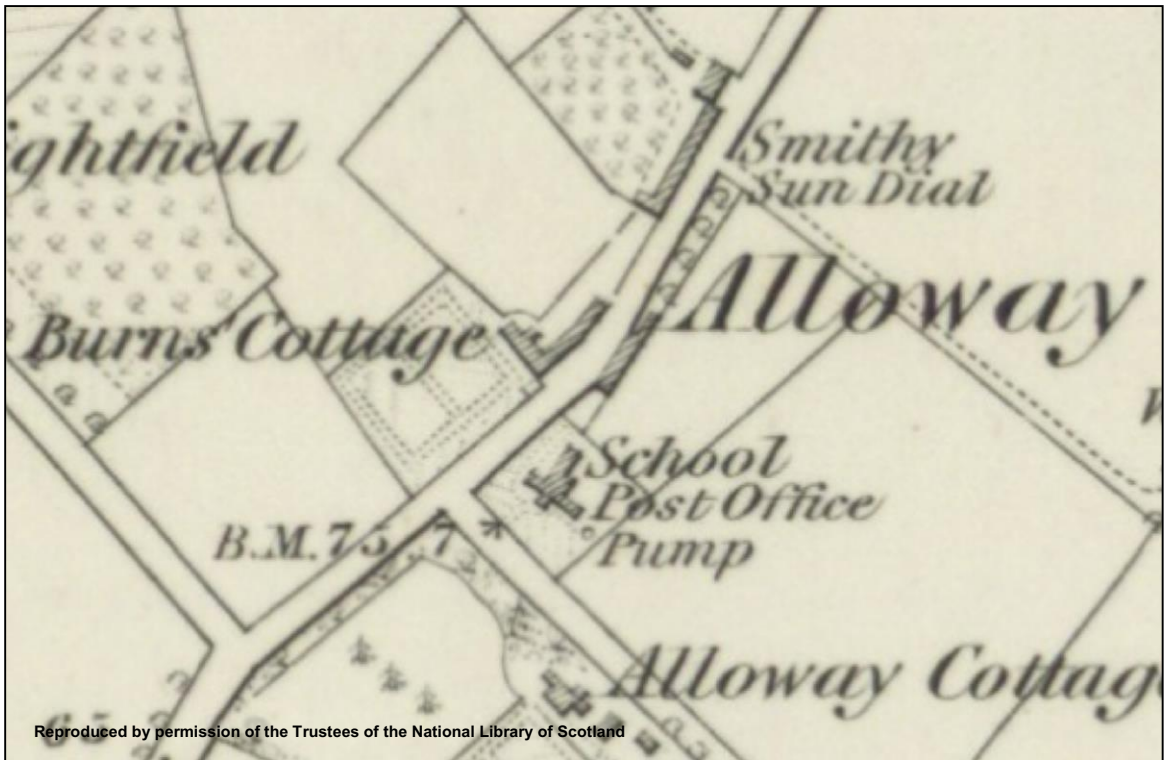 Smithy
ightfield
Sun Dial
Alloway
Burns' Cottage
School
Post Office
B.M. 75.7
Pump
Alloway Cottag
65
Reproduced by permission of the Trustees of the National Library of Scotland